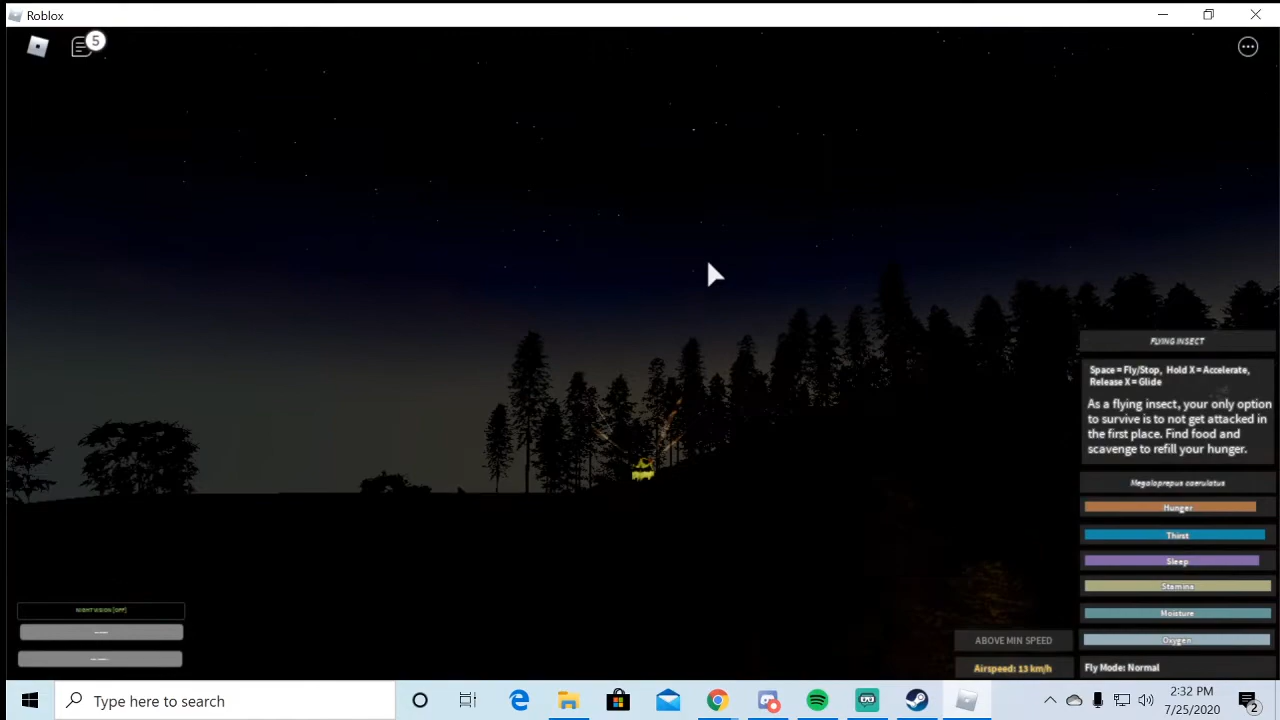 Roblox
5
FLYING INSECT
Space = Fly/Stop, Hold X = Accelerate,
Release X = Glide
As a flying insect, your only option
to survive is to not get attacked in
the first place. Find food and
scavenge to refill your hunger.
Megaloprepus caerulatus
Hunger
Thirst
Sleep
Stamina
Moisture
Oxygen
NIGHT VISION [OFF]
ABOVE MIN SPEED
Airspeed: 13 km/h
Fly Mode: Normal
Type here to search
2:32 PM
7/25/2020
2